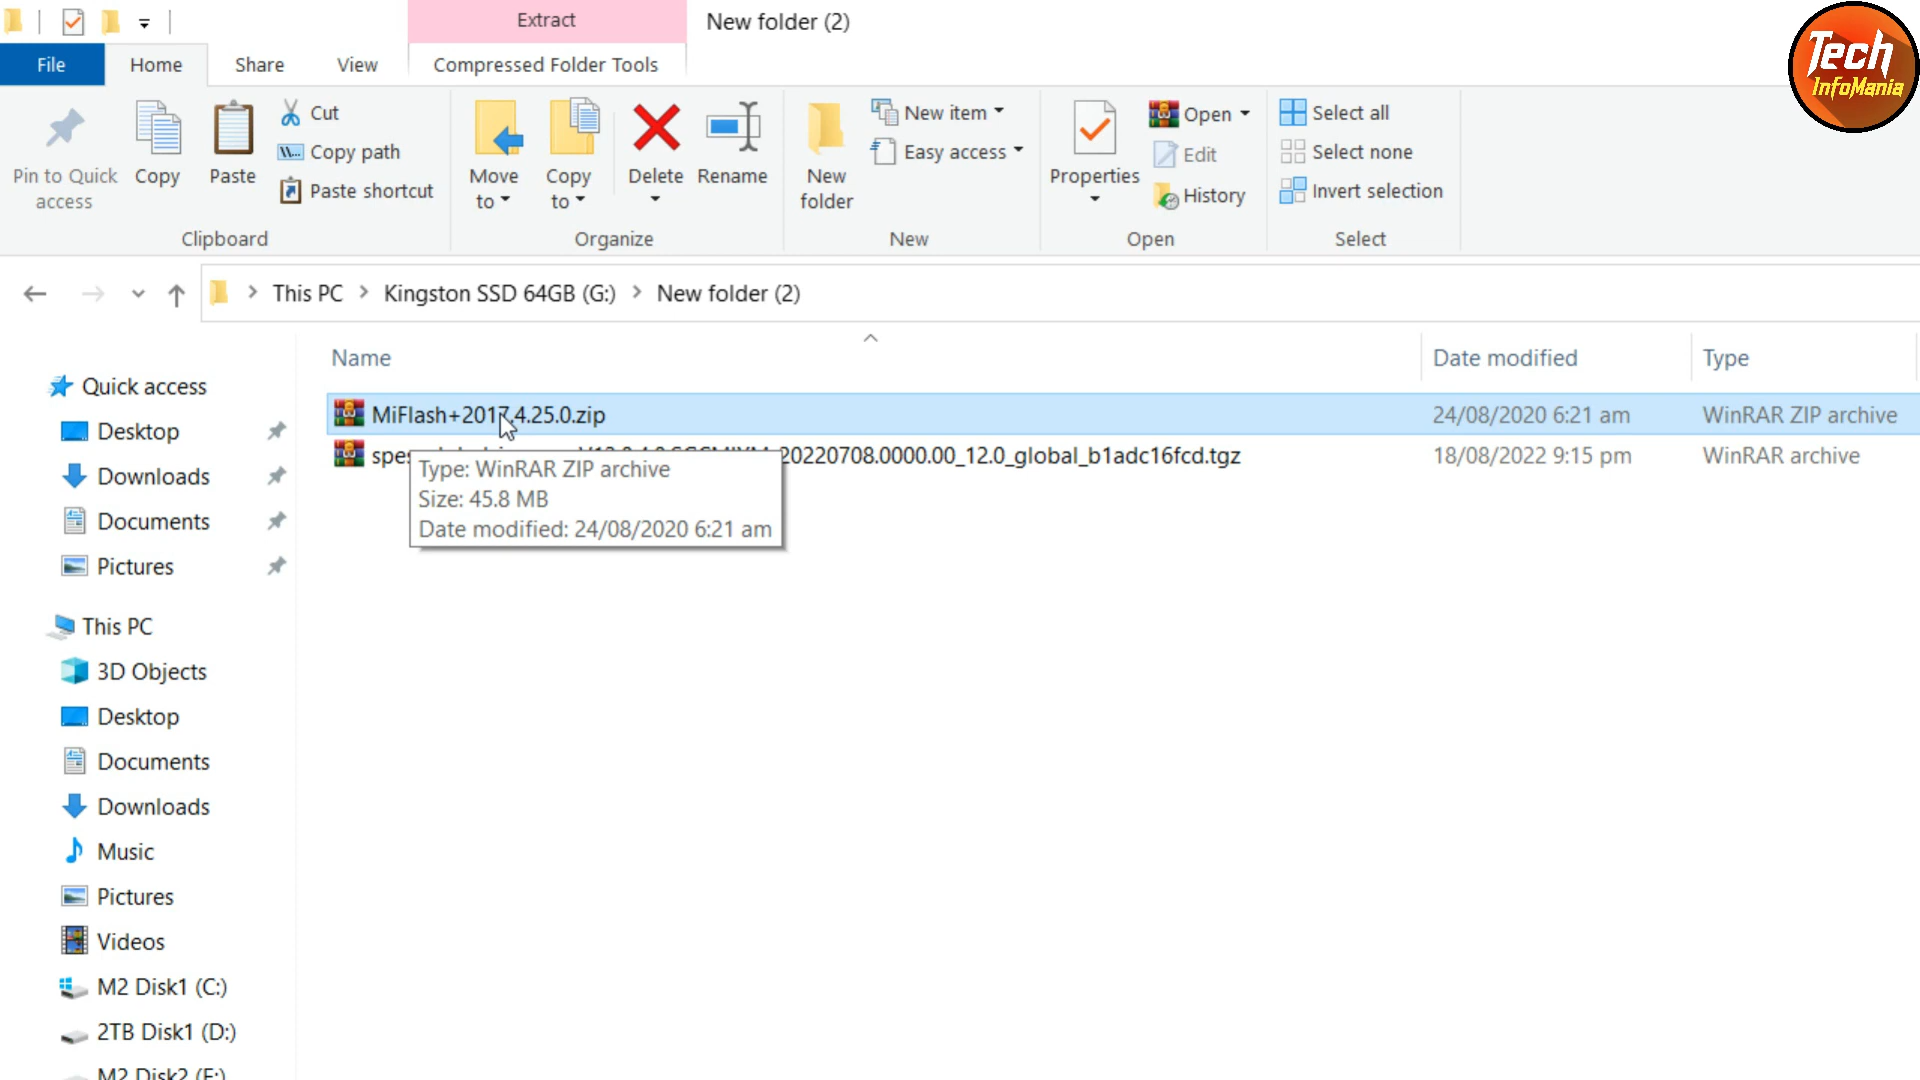 Extract
New folder (2)
Tech
InfoMania
File
Home
Share
View
Compressed Folder Tools
Pin to Quick
access
Copy
Paste
Cut
Copy path
Paste shortcut
Clipboard
Move
to
Copy
to
Delete
Rename
Organize
New
folder
New item
Easy access
New
Properties
Open
Edit
History
Open
Select all
Select none
Invert selection
Select
This PC
Kingston SSD 64GB (G:)
New folder (2)
Name
Date modified
Type
MiFlash+2017.4.25.0.zip
24/08/2020 6:21 am
WinRAR ZIP archive
20220708.0000.00_12.0_global_b1adc16fcd.tgz
18/08/2022 9:15 pm
WinRAR archive
Type: WinRAR ZIP archive
Size: 45.8 MB
Date modified: 24/08/2020 6:21 am
Quick access
Desktop
Downloads
Documents
Pictures
This PC
3D Objects
Desktop
Documents
Downloads
Music
Pictures
Videos
M2 Disk1 (C:)
2TB Disk1 (D:)
M2 Disk2 (E:)